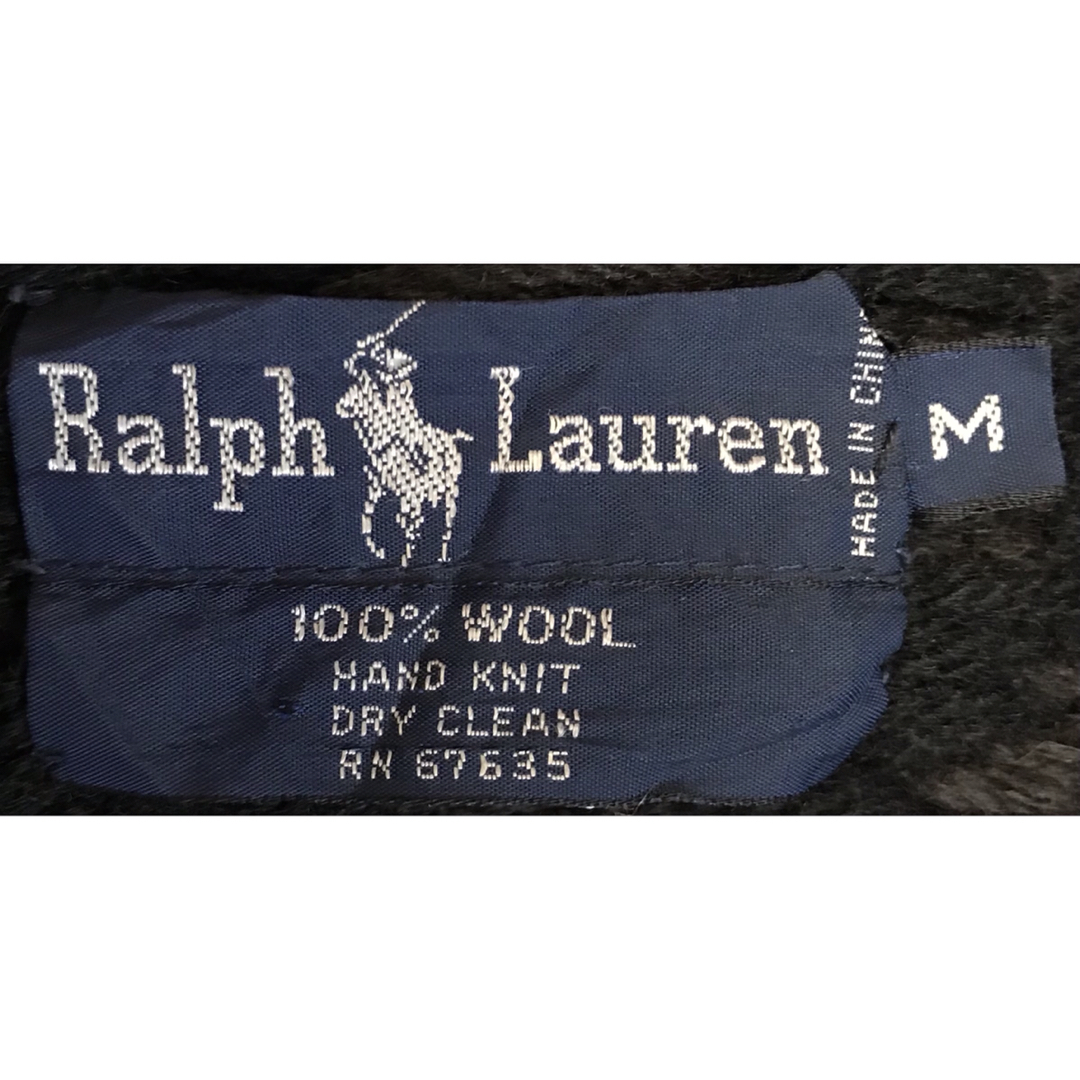 Ralph Lauren
MADE IN CHINA
M
100% WOOL
HAND KNIT
DRY CLEAN
RN 67635